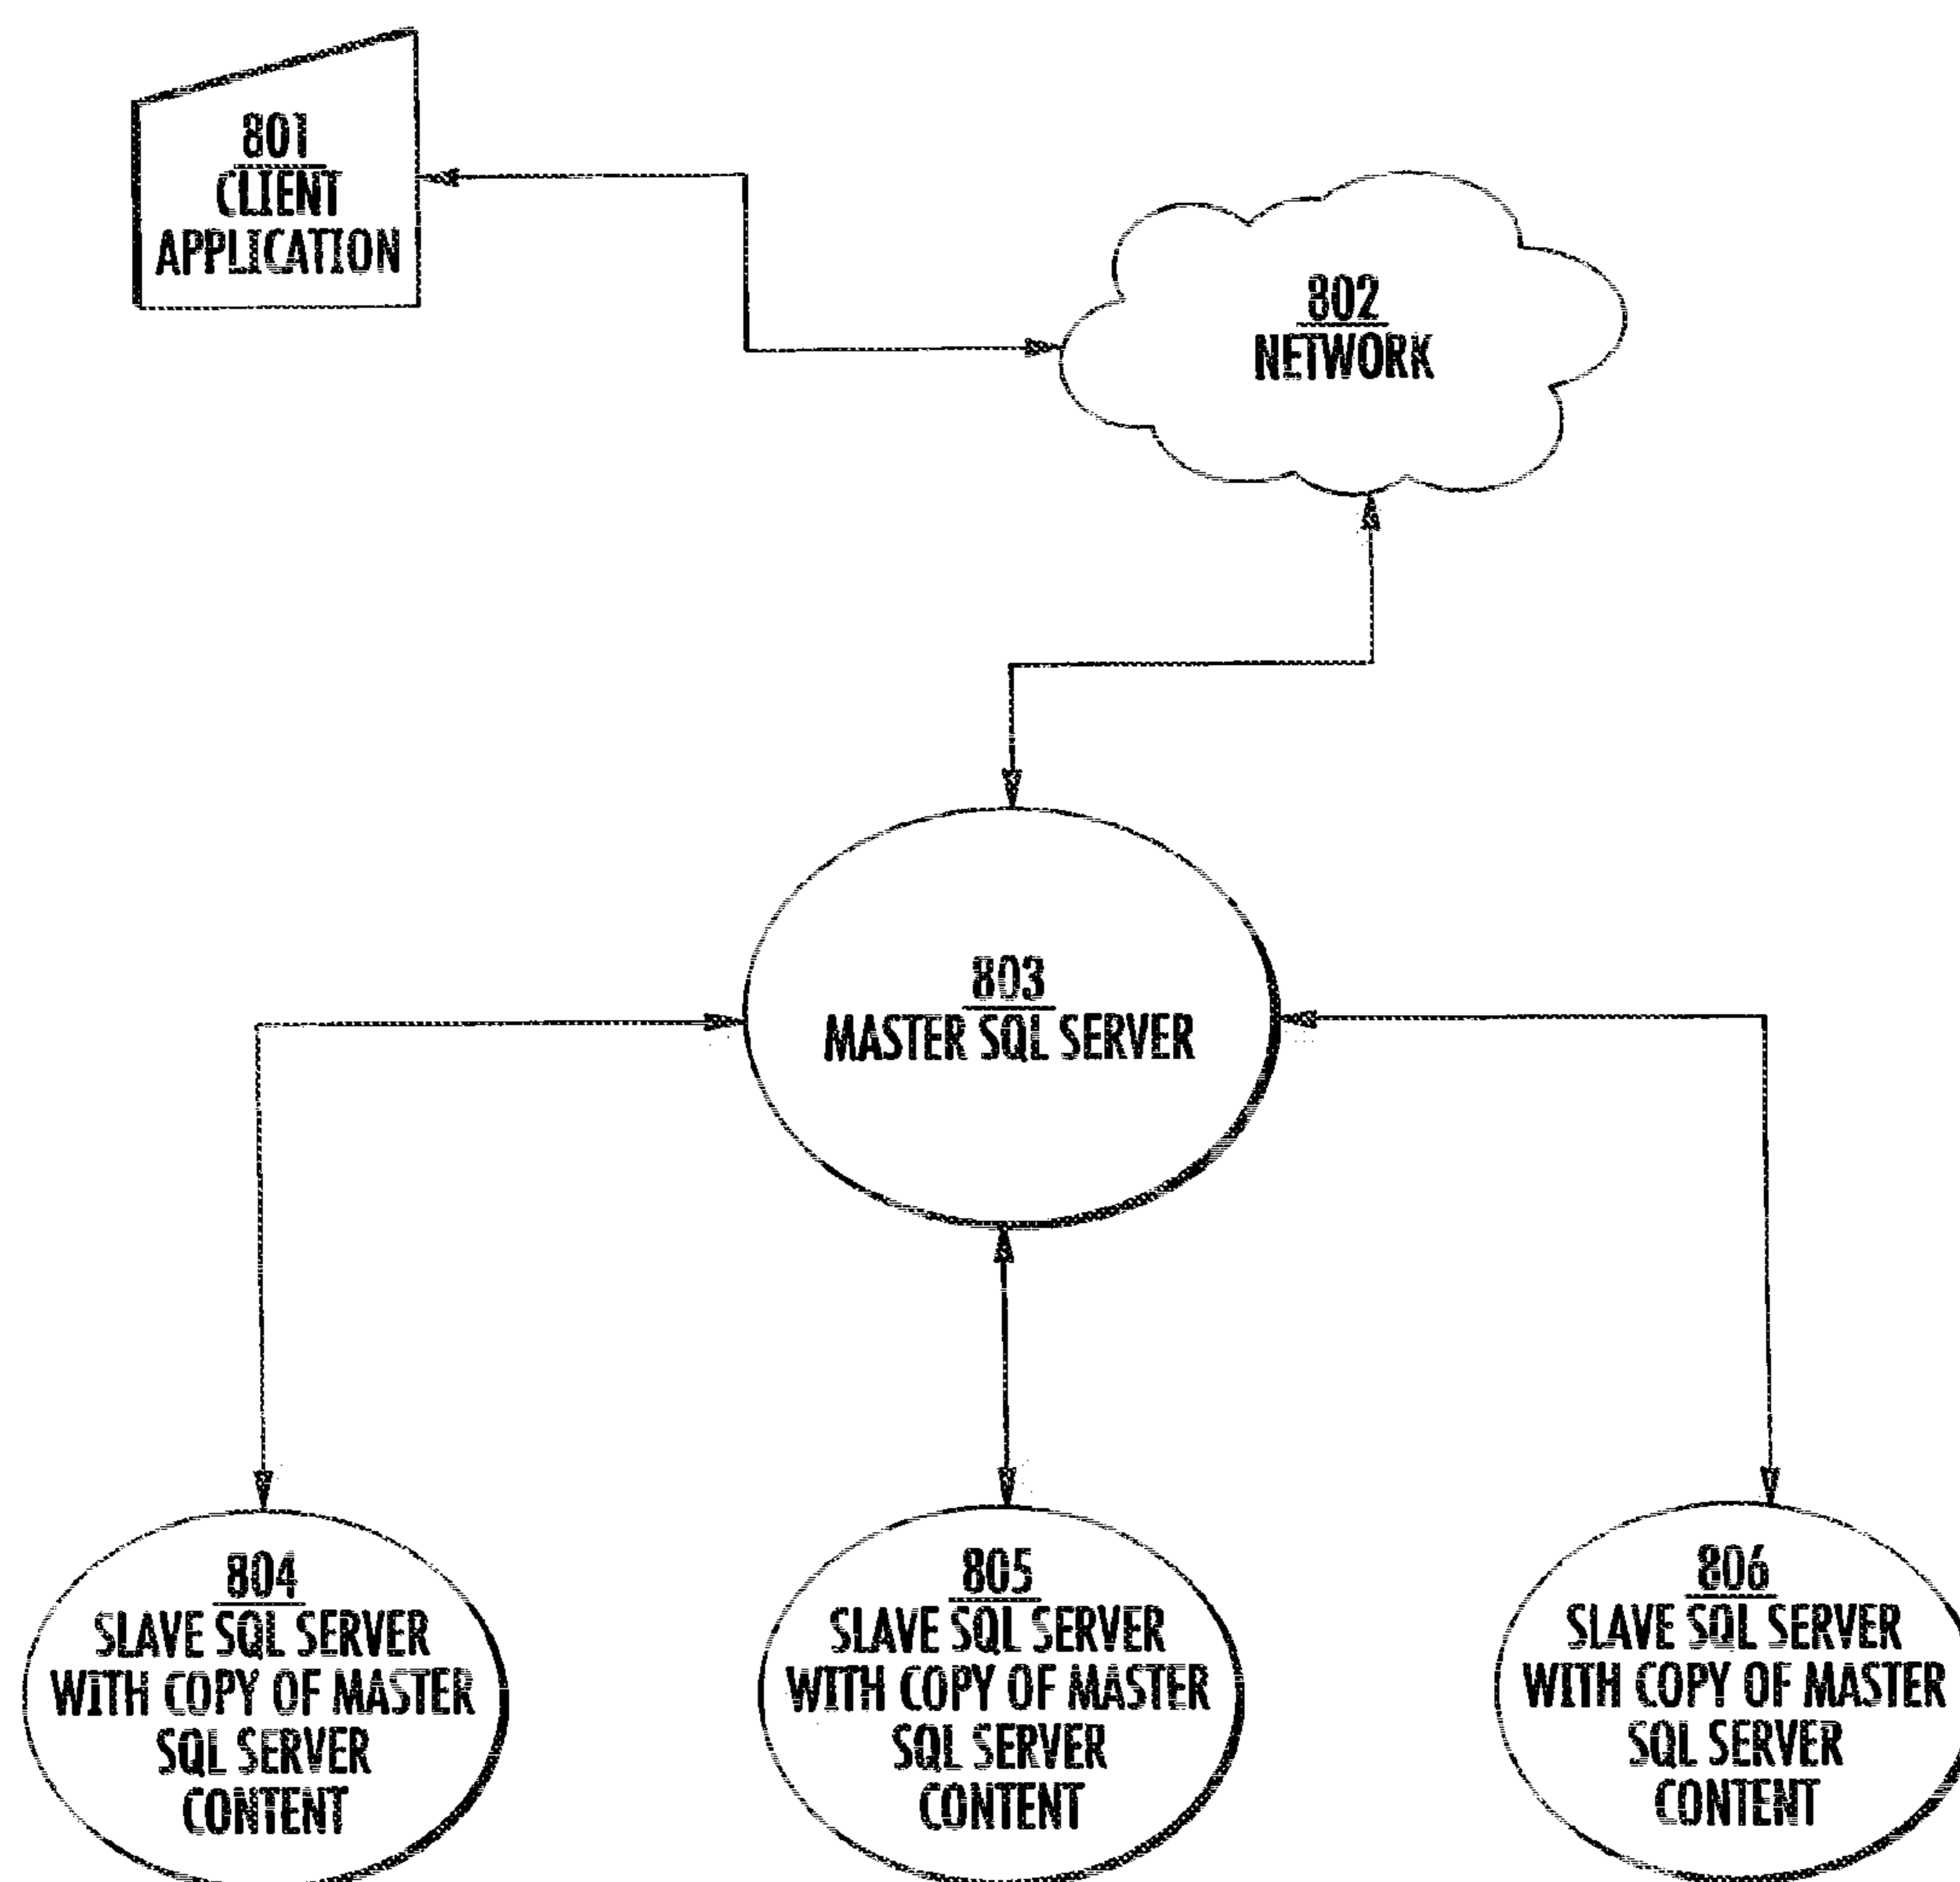 801
CLIENT
APPLICATION
802
NETWORK
803
MASTER SQL SERVER
804
SLAVE SQL SERVER
WITH COPY OF MASTER
SQL SERVER
CONTENT
805
SLAVE SQL SERVER
WITH COPY OF MASTER
SQL SERVER
CONTENT
806
SLAVE SQL SERVER
WITH COPY OF MASTER
SQL SERVER
CONTENT